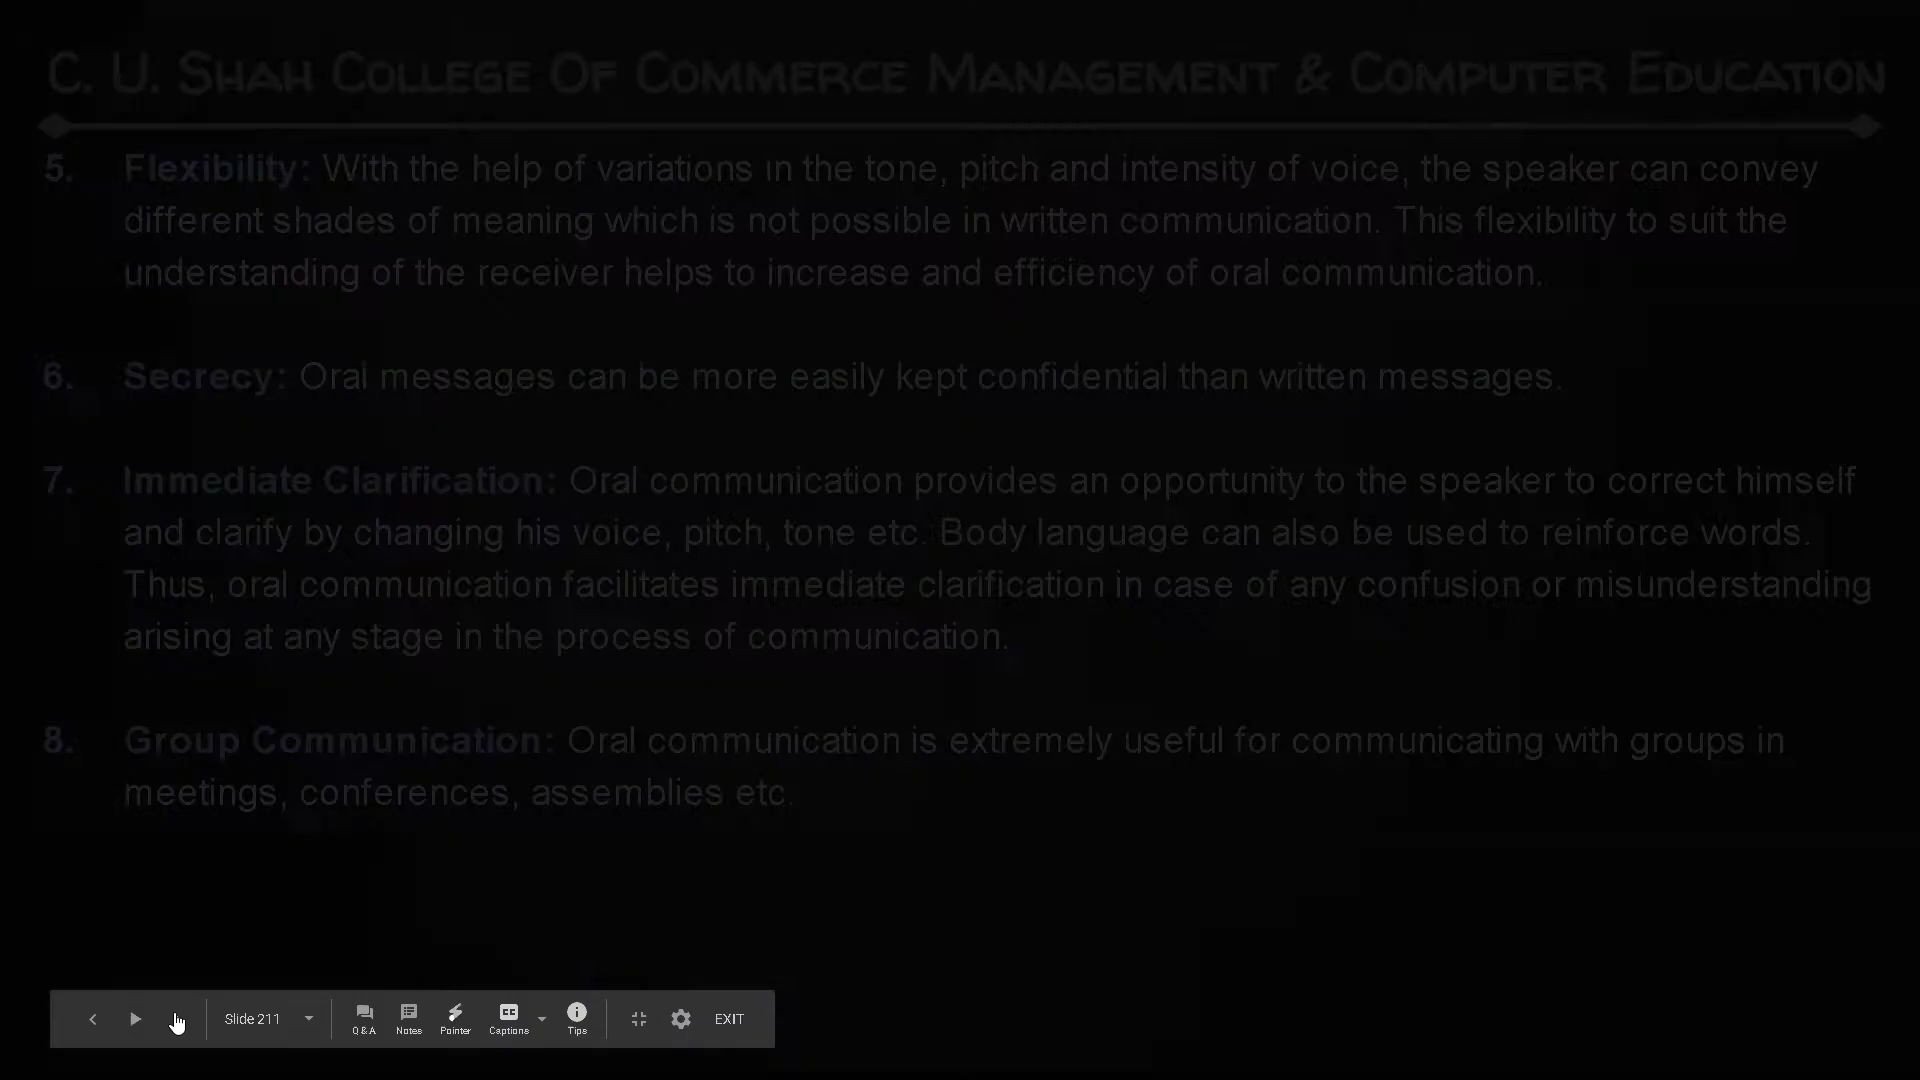 C. U. SHAH COLLEGE OF COMMERCE MANAGEMENT & COMPUTER EDUCATION
5. Flexibility: With the help of variations in the tone, pitch and intensity of voice, the speaker can convey
different shades of meaning which is not possible in written communication. This flexibility to suit the
understanding of the receiver helps to increase and efficiency of oral communication.
6. Secrecy: Oral messages can be more easily kept confidential than written messages.
7. Immediate Clarification: Oral communication provides an opportunity to the speaker to correct himself
and clarify by changing his voice, pitch, tone etc. Body language can also be used to reinforce words.
Thus, oral communication facilitates immediate clarification in case of any confusion or misunderstanding
arising at any stage in the process of communication.
8. Group Communication: Oral communication is extremely useful for communicating with groups in
meetings, conferences, assemblies etc.
Slide 211 Q & A Notes Pointer CC Captions Tips EXIT